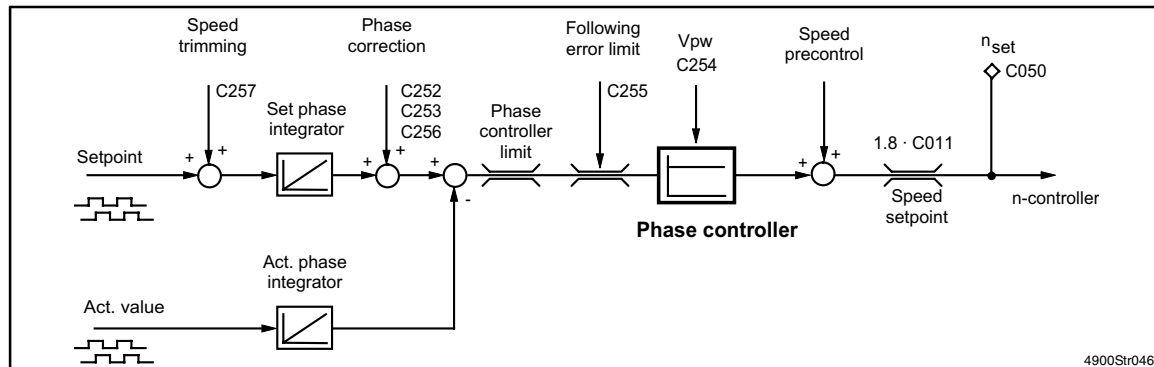 Speed
trimming
Phase
correction
Following
error limit
Vpw
C254
Speed
precontrol
nset
C050
C257
C252
C253
C256
C255
Set phase
integrator
Phase
controller
limit
1.8 · C011
Setpoint
+ +
+ +
+
-
+ +
Speed
setpoint
n-controller
Phase controller
Act. phase
integrator
Act. value
4900Str046